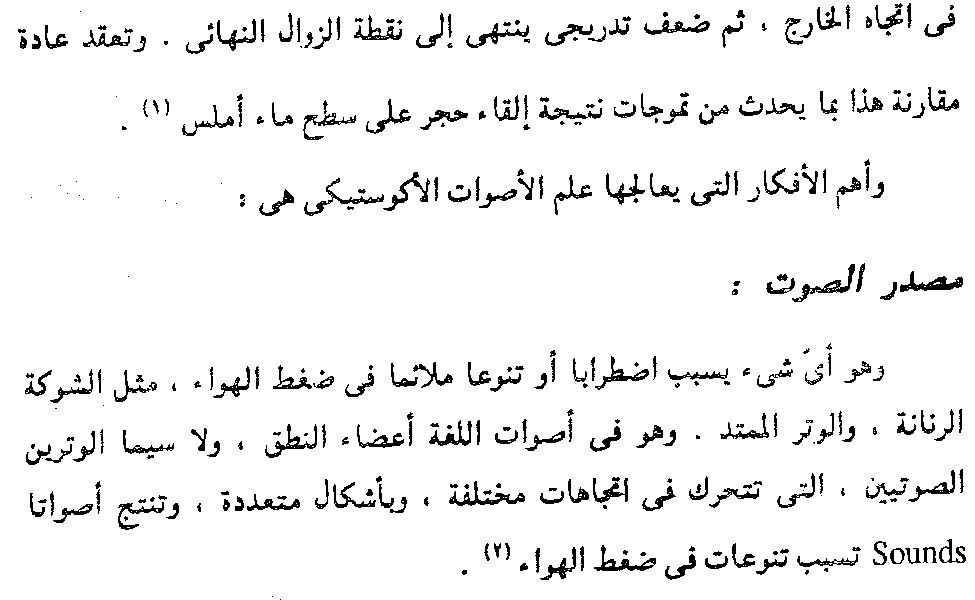 فى اتجاه الخارج ، ثم ضعف تدريجى ينتهى إلى نقطة الزوال النهائى . وتعقد عادة
مقارنة هذا بما يحدث من تموجات نتيجة إلقاء حجر على سطح ماء أملس (١) .
وأهم الأفكار التى يعالجها علم الأصوات الأكوستيكى هى :
مصدر الصوت :
وهو أىّ شىء يسبب اضطرابا أو تنوعا ملائما فى ضغط الهواء ، مثل الشوكة
الرنانة ، والوتر الممتد . وهو فى أصوات اللغة أعضاء النطق ، ولا سيما الوترين
الصوتيين ، التى تتحرك فى اتجاهات مختلفة ، وبأشكال متعددة ، وتنتج أصواتا
Sounds تسبب تنوعات فى ضغط الهواء (٢) .